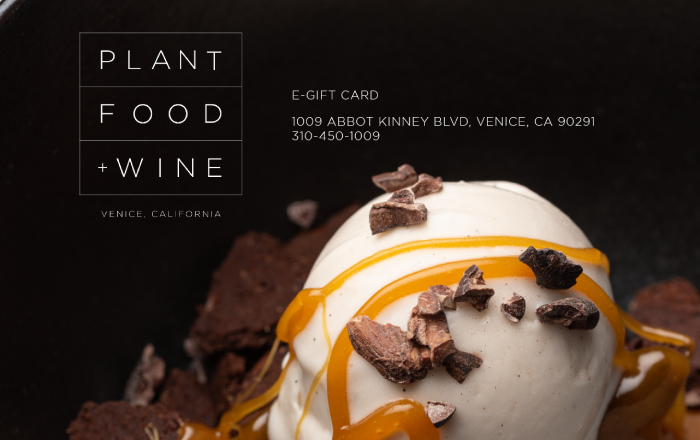 PLANT
FOOD
+WINE
VENICE, CALIFORNIA
E-GIFT CARD
1009 ABBOT KINNEY BLVD, VENICE, CA 90291
310-450-1009